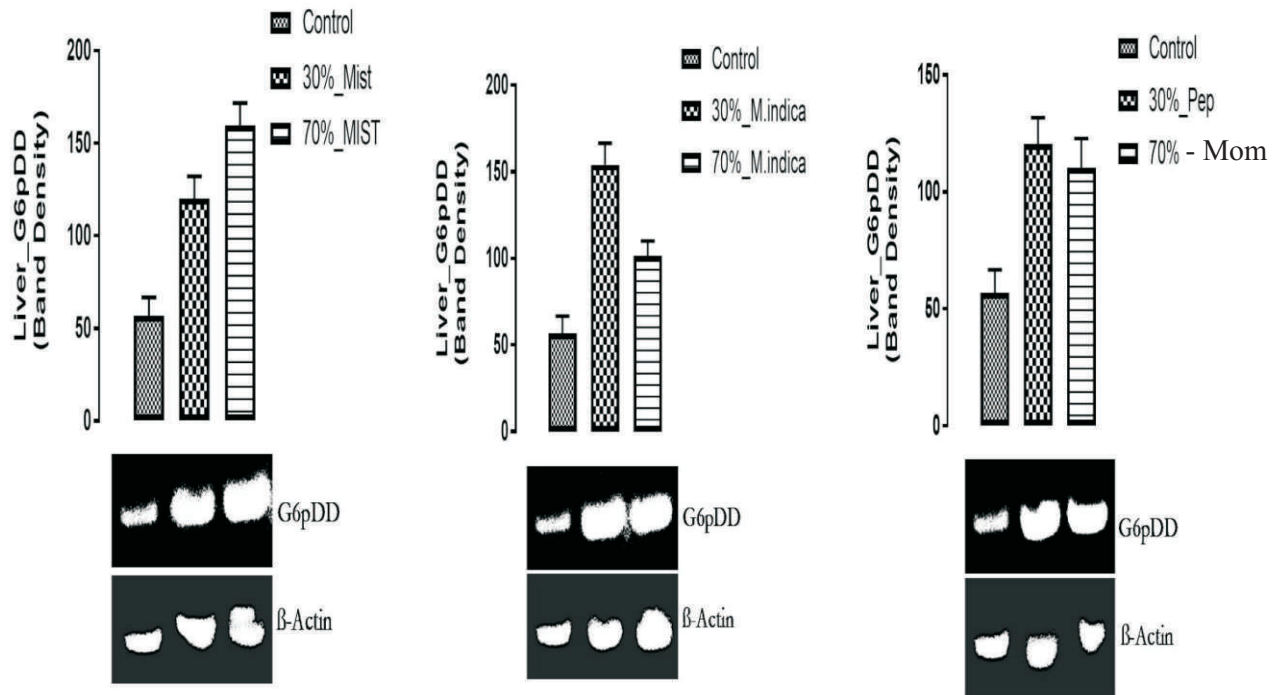 Control
30%_Mist
70%_MIST
Liver_G6pDD
(Band Density)
200
150
100
50
0
G6pDD
ß-Actin
Control
30%_M.indica
70%_M.indica
Liver_G6pDD
(Band Density)
200
150
100
50
0
G6pDD
ß-Actin
Control
30%_Pep
70% - Mom
Liver_G6pDD
(Band Density)
150
100
50
0
G6pDD
ß-Actin